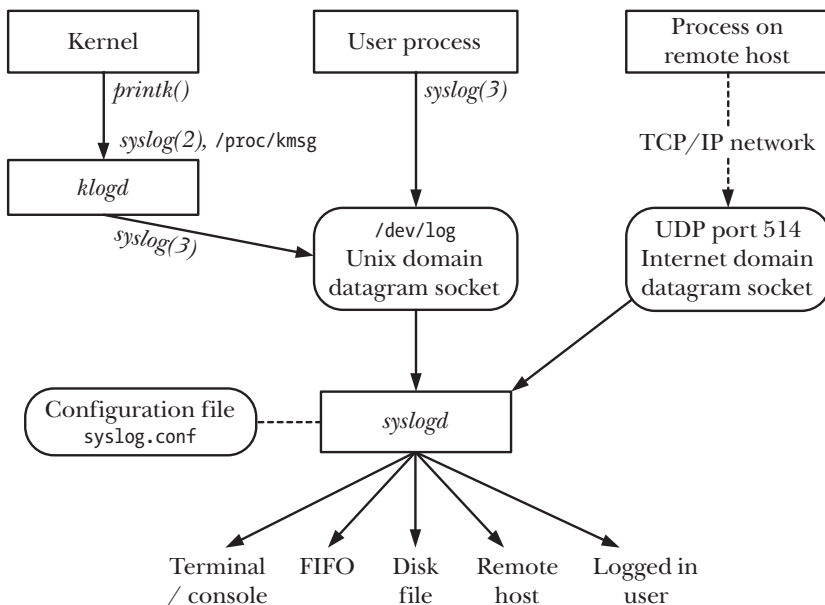 Kernel
User process
Process on
remote host
printk()
syslog(3)
syslog(2), /proc/kmsg
TCP/IP network
klogd
syslog(3)
/dev/log
Unix domain
datagram socket
UDP port 514
Internet domain
datagram socket
Configuration file
syslog.conf
syslogd
Terminal
/ console
FIFO
Disk
file
Remote
host
Logged in
user